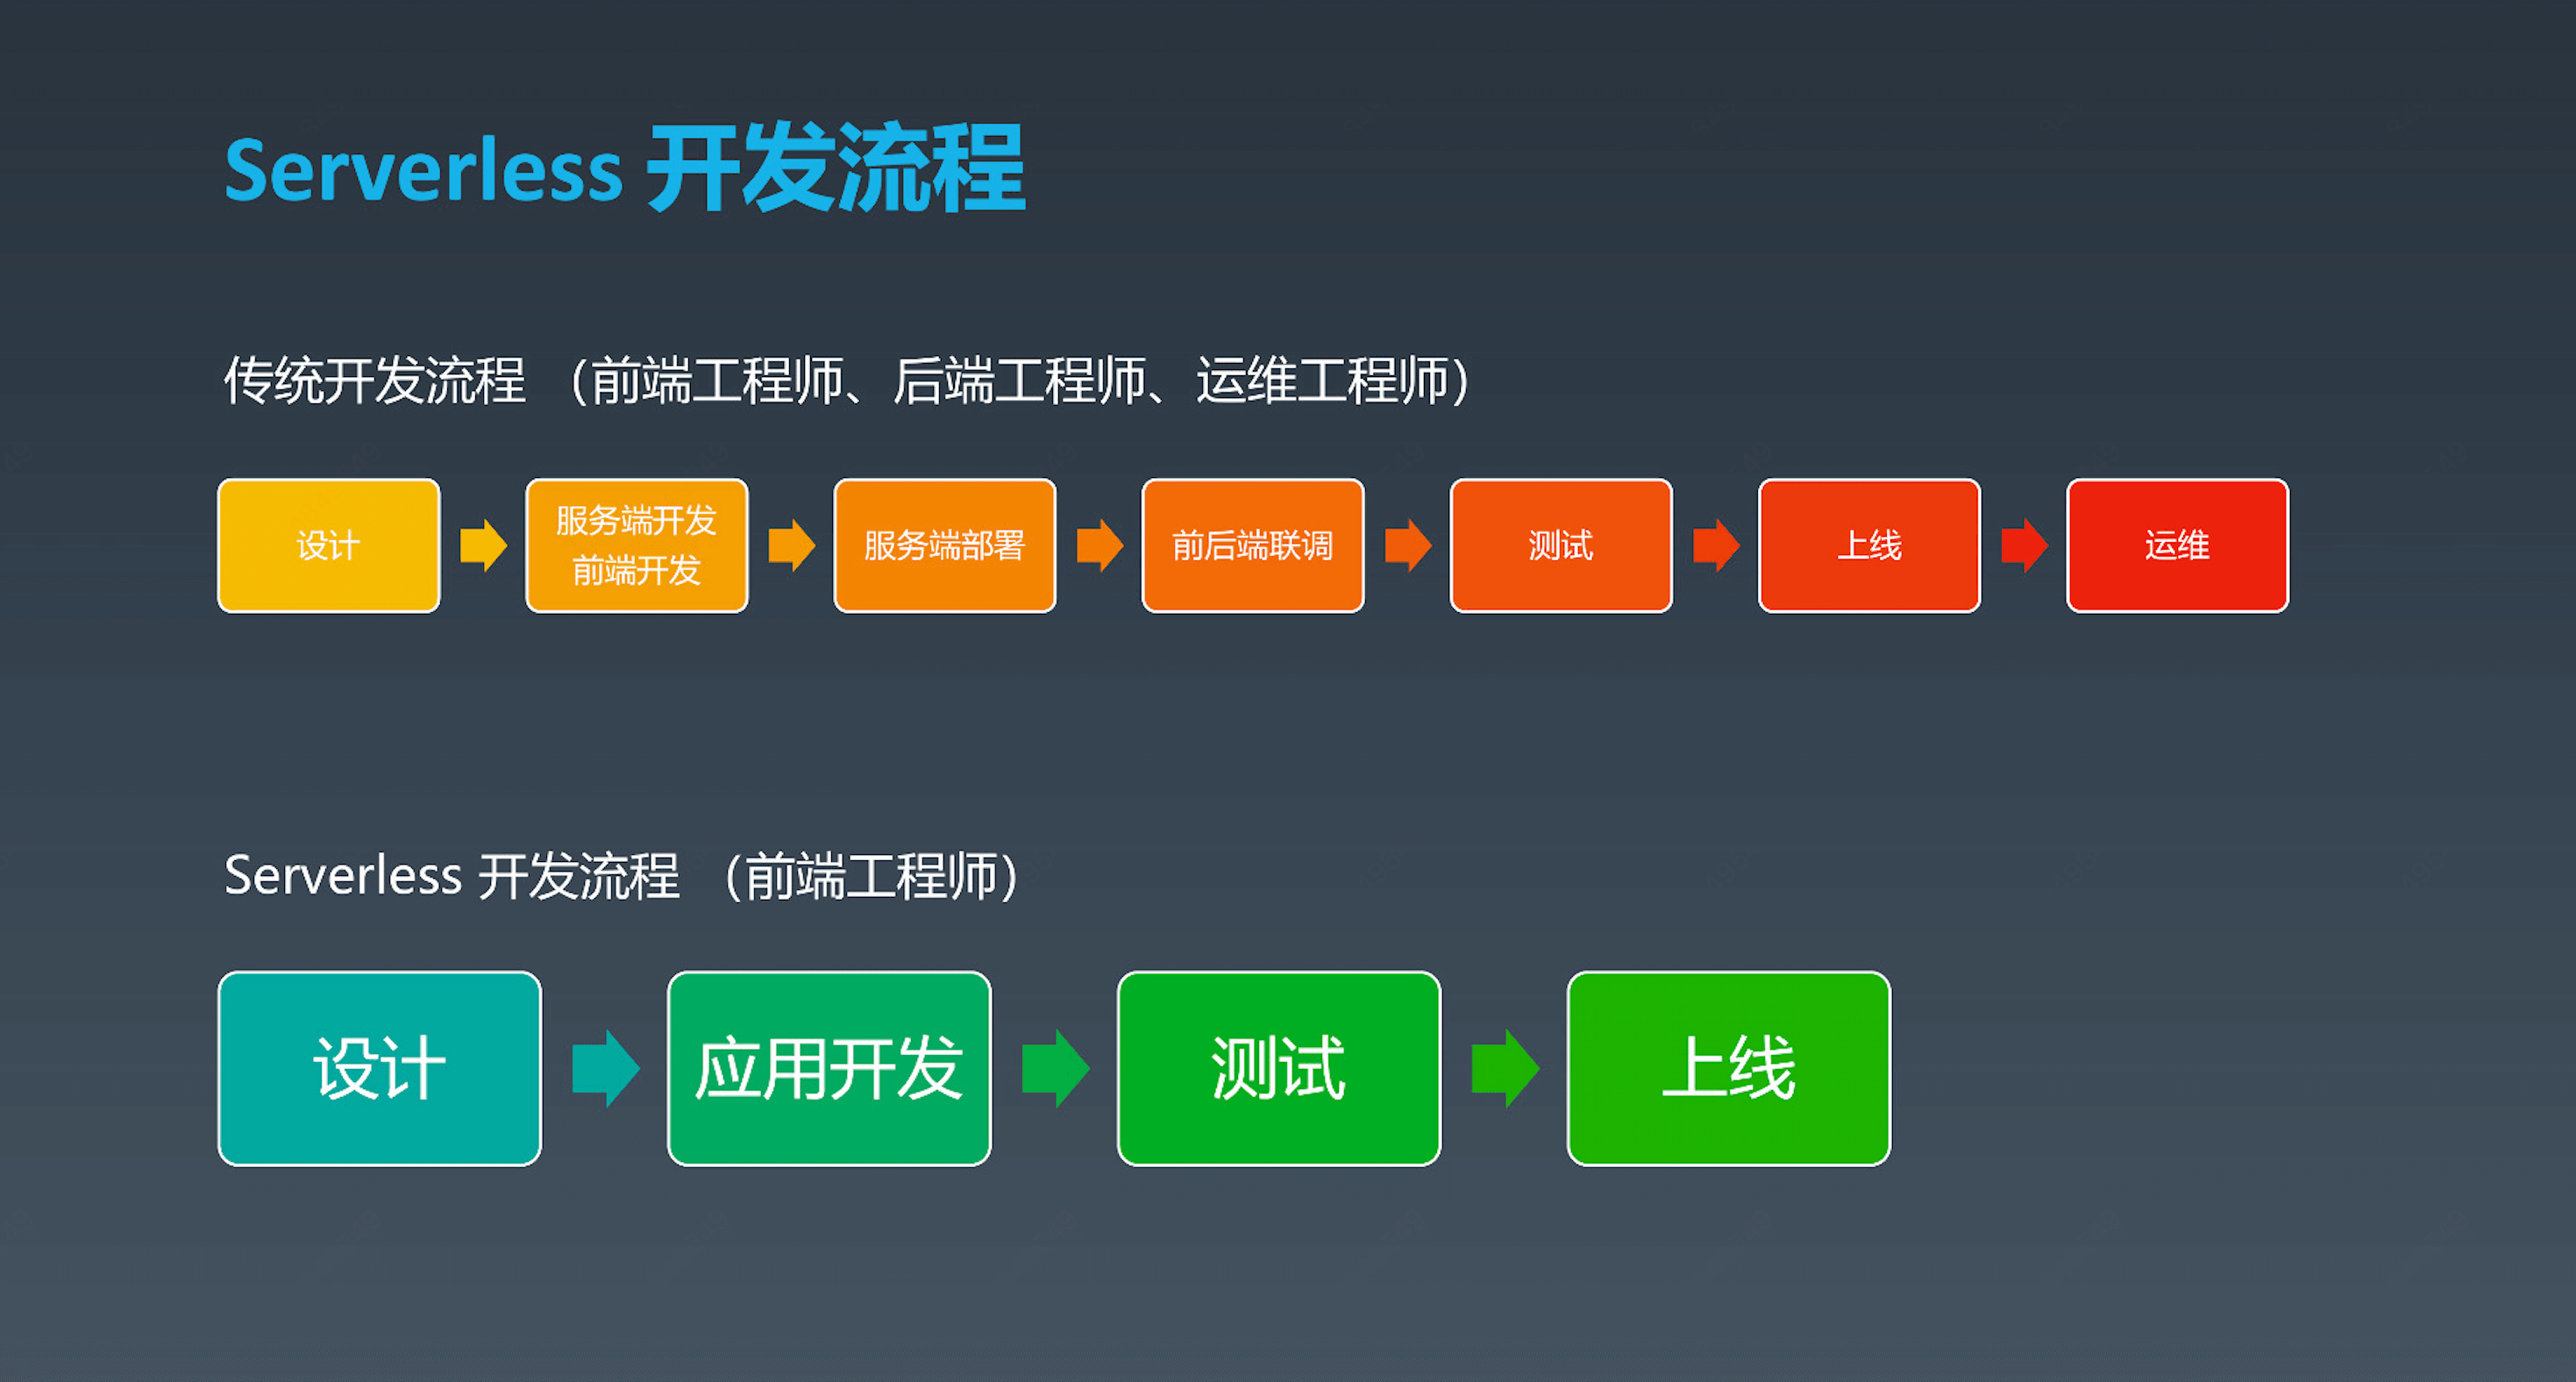 Serverless 开发流程
传统开发流程 （前端工程师、后端工程师、运维工程师）
设计
服务端开发
前端开发
服务端部署
前后端联调
测试
上线
运维
Serverless 开发流程 （前端工程师）
设计
应用开发
测试
上线